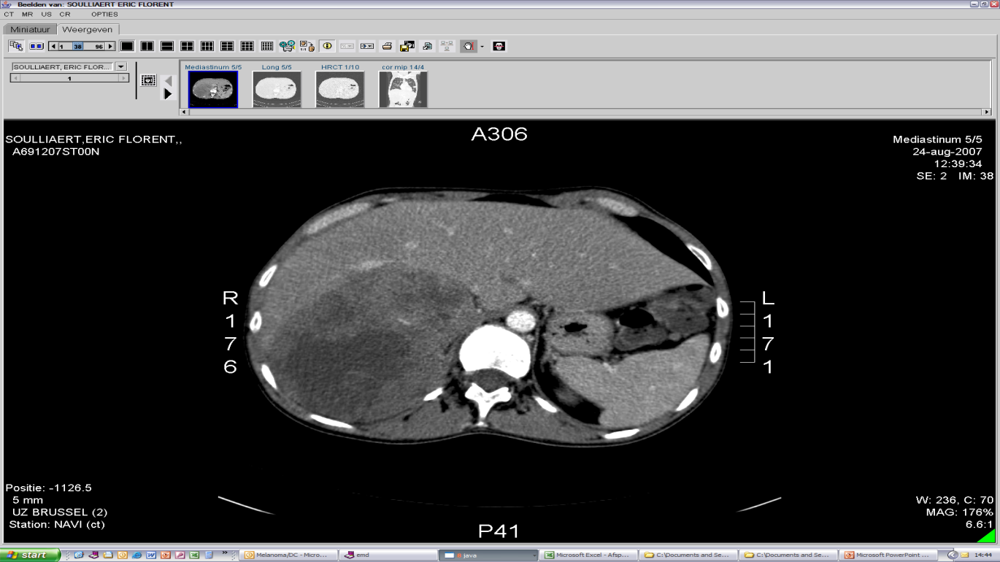 Beelden van: SOULLIAERT ERIC FLORENT
CT MR US CR OPTIES
Miniatuur Weergeven
1 38 96
SOULLIAERT, ERIC FLOR...
1
Mediastinum 5/5 Long 5/5 HRCT 1/10 cor mip 14/4
A306
SOULLIAERT,ERIC FLORENT,,
A691207ST00N
Mediastinum 5/5
24-aug-2007
12:39:34
SE: 2 IM: 38
R
1
7
6
L
1
7
1
Positie: -1126.5
5 mm
UZ BRUSSEL (2)
Station: NAVI (ct)
W: 236, C: 70
MAG: 176%
6.6:1
P41
start
Melanoma/DC - Micro...
emd
java
Microsoft Excel - Afsp...
C:\Documents and Se...
C:\Documents and Se...
Microsoft PowerPoint ...
14:44